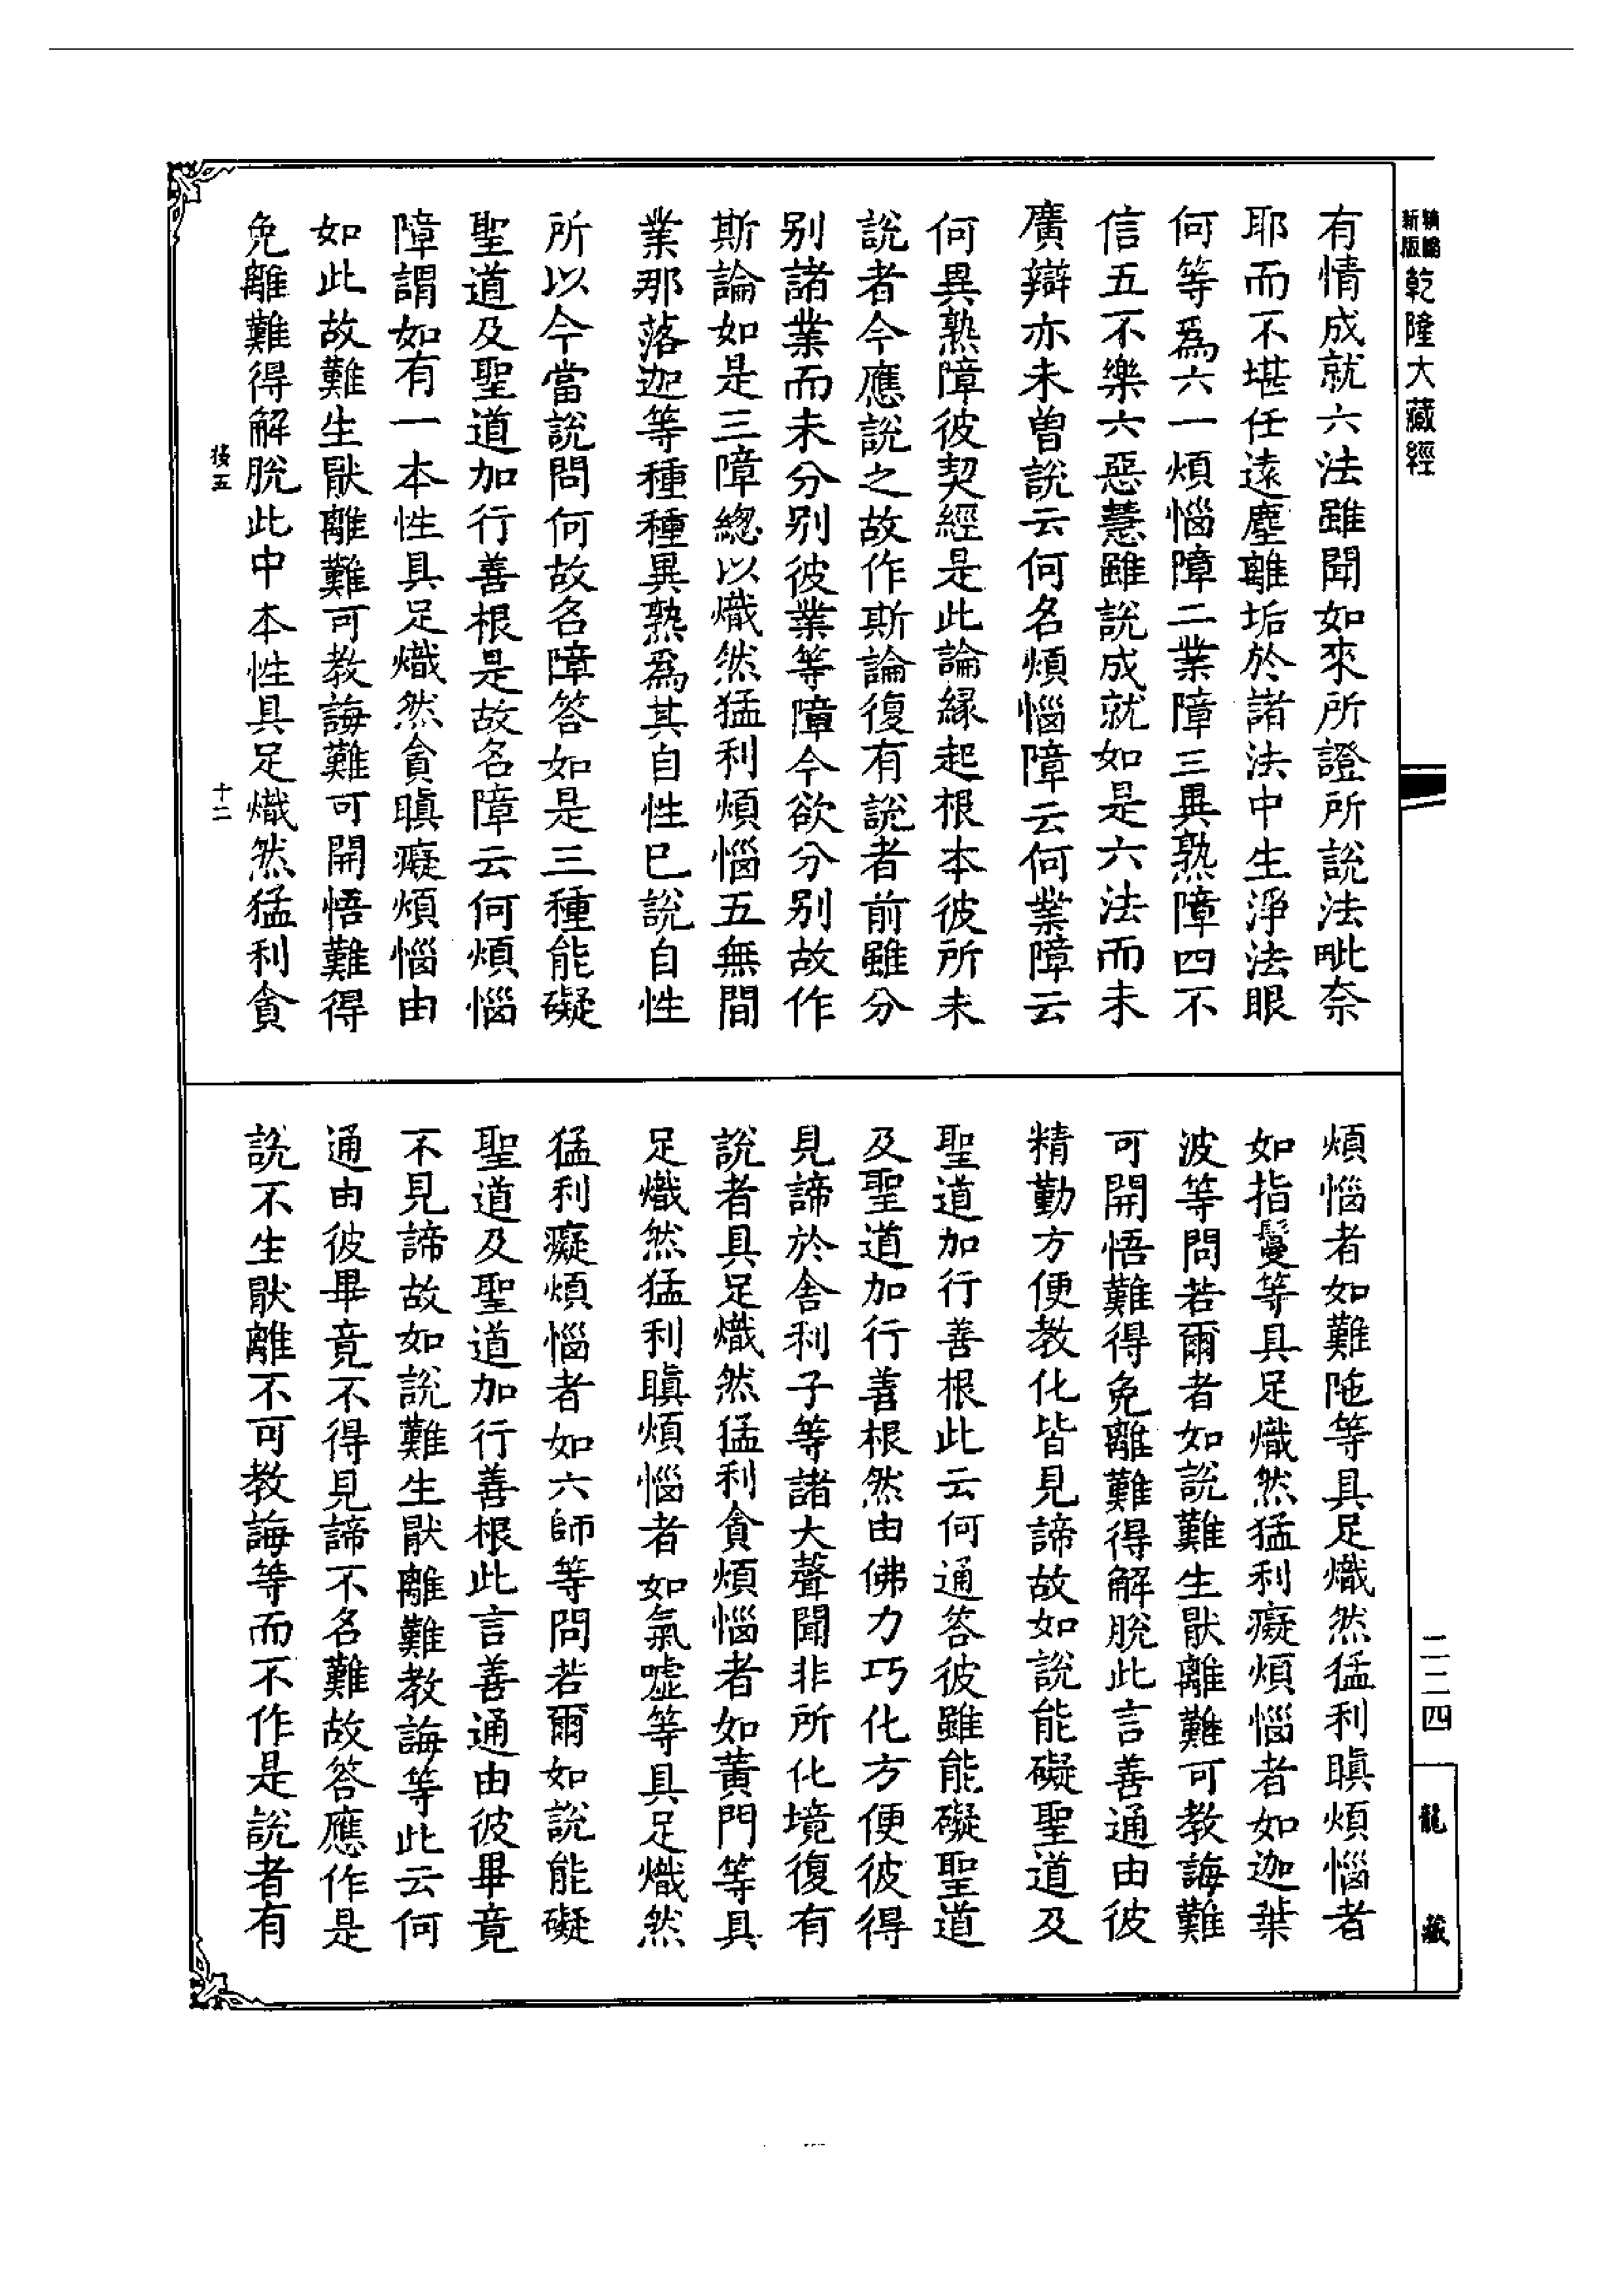 新版
精縮
乾隆大藏經
有情成就六法雖聞如來所證所說法毗奈
耶而不堪任遠塵離垢於諸法中生淨法眼
何等爲六一煩惱障二業障三異熟障四不
信五不樂六惡慧雖說成就如是六法而未
廣辯亦未曾說云何名煩惱障云何業障云
何異熟障彼契經是此論緣起根本彼所未
說者今應說之故作斯論復有說者前雖分
別諸業而未分別彼業等障今欲分別故作
斯論如是三障總以熾然猛利煩惱五無間
業那落迦等種種異熟爲其自性已說自性
所以今當說問何故名障答如是三種能礙
聖道及聖道加行善根是故名障云何煩惱
障謂如有一本性具足熾然貪瞋癡煩惱由
如此故難生猒離難可教誨難可開悟難得
免離難得解脫此中本性具足熾然猛利貪
十二
煩惱者如難陁等具足熾然猛利瞋煩惱者
如指鬘等具足熾然猛利癡煩惱者如迦葉
波等問若爾者如說難生猒離難可教誨難
可開悟難得免離難得解脫此言善通由彼
精勤方便教化皆見諦故如說能礙聖道及
聖道加行善根此云何通答彼雖能礙聖道
及聖道加行善根然由佛力巧化方便彼得
見諦於舍利子等諸大聲聞非所化境復有
說者具足熾然猛利貪煩惱者如黃門等具
足熾然猛利瞋煩惱者如氣噓等具足熾然
猛利癡煩惱者如六師等問若爾如說能礙
聖道及聖道加行善根此言善通由彼畢竟
不見諦故如說難生猒離難教誨等此云何
通由彼畢竟不得見諦不名難故答應作是
說不生猒離不可教誨等而不作是說者有
二二四
龍藏